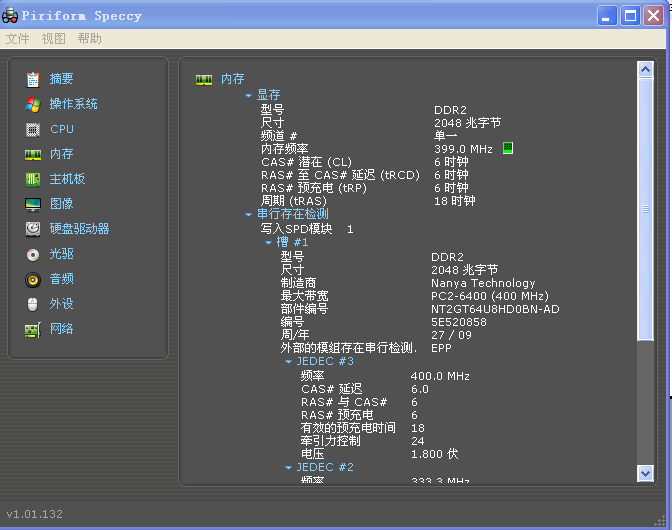 Piriform Speccy
文件 视图 帮助
摘要
操作系统
CPU
内存
主机板
图像
硬盘驱动器
光驱
音频
外设
网络
内存
显存
型号 DDR2
尺寸 2048 兆字节
频道 # 单一
内存频率 399.0 MHz
CAS# 潜在 (CL) 6 时钟
RAS# 至 CAS# 延迟 (tRCD) 6 时钟
RAS# 预充电 (tRP) 6 时钟
周期 (tRAS) 18 时钟
串行存在检测
写入SPD模块 1
槽 #1
型号 DDR2
尺寸 2048 兆字节
制造商 Nanya Technology
最大带宽 PC2-6400 (400 MHz)
部件编号 NT2GT64U8HD0BN-AD
编号 5E520858
周/年 27 / 09
外部的模组存在串行检测. EPP
JEDEC #3
频率 400.0 MHz
CAS# 延迟 6.0
RAS# 与 CAS# 6
RAS# 预充电 6
有效的预充电时间 18
牵引力控制 24
电压 1.800 伏
JEDEC #2
频率 333.3 MHz
v1.01.132